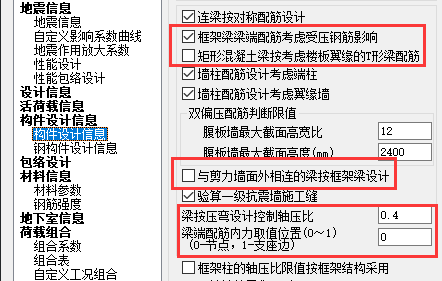 地震信息
地震信息
自定义影响系数曲线
地震作用放大系数
性能设计
性能包络设计
设计信息
活荷载信息
构件设计信息
构件设计信息
钢构件设计信息
包络设计
材料信息
材料参数
钢筋强度
地下室信息
荷载组合
组合系数
组合表
自定义工况组合
连梁按对称配筋设计
框架梁梁端配筋考虑受压钢筋影响
矩形混凝土梁按考虑楼板翼缘的T形梁配筋
墙柱配筋设计考虑端柱
墙柱配筋设计考虑翼缘墙
双偏压配筋判断限值
腹板墙最大截面高宽比 12
腹板墙最大截面高度(mm) 2400
与剪力墙面外相连的梁按框架梁设计
验算一级抗震墙施工缝
梁按压弯设计控制轴压比 0.4
梁端配筋内力取值位置(0～1) 0
(0-节点，1-支座边)
框架柱的轴压比限值按框架结构采用